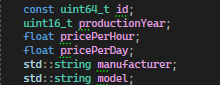 const uint64_t id;
uint16_t productionYear;
float pricePerHour;
float pricePerDay;
std::string manufacturer;
std::string model;